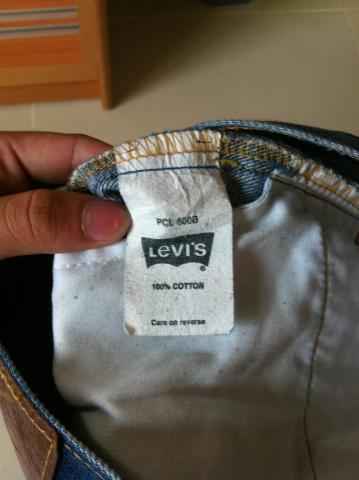 PCL 600B
LEVI'S
®
100% COTTON
Care on reverse